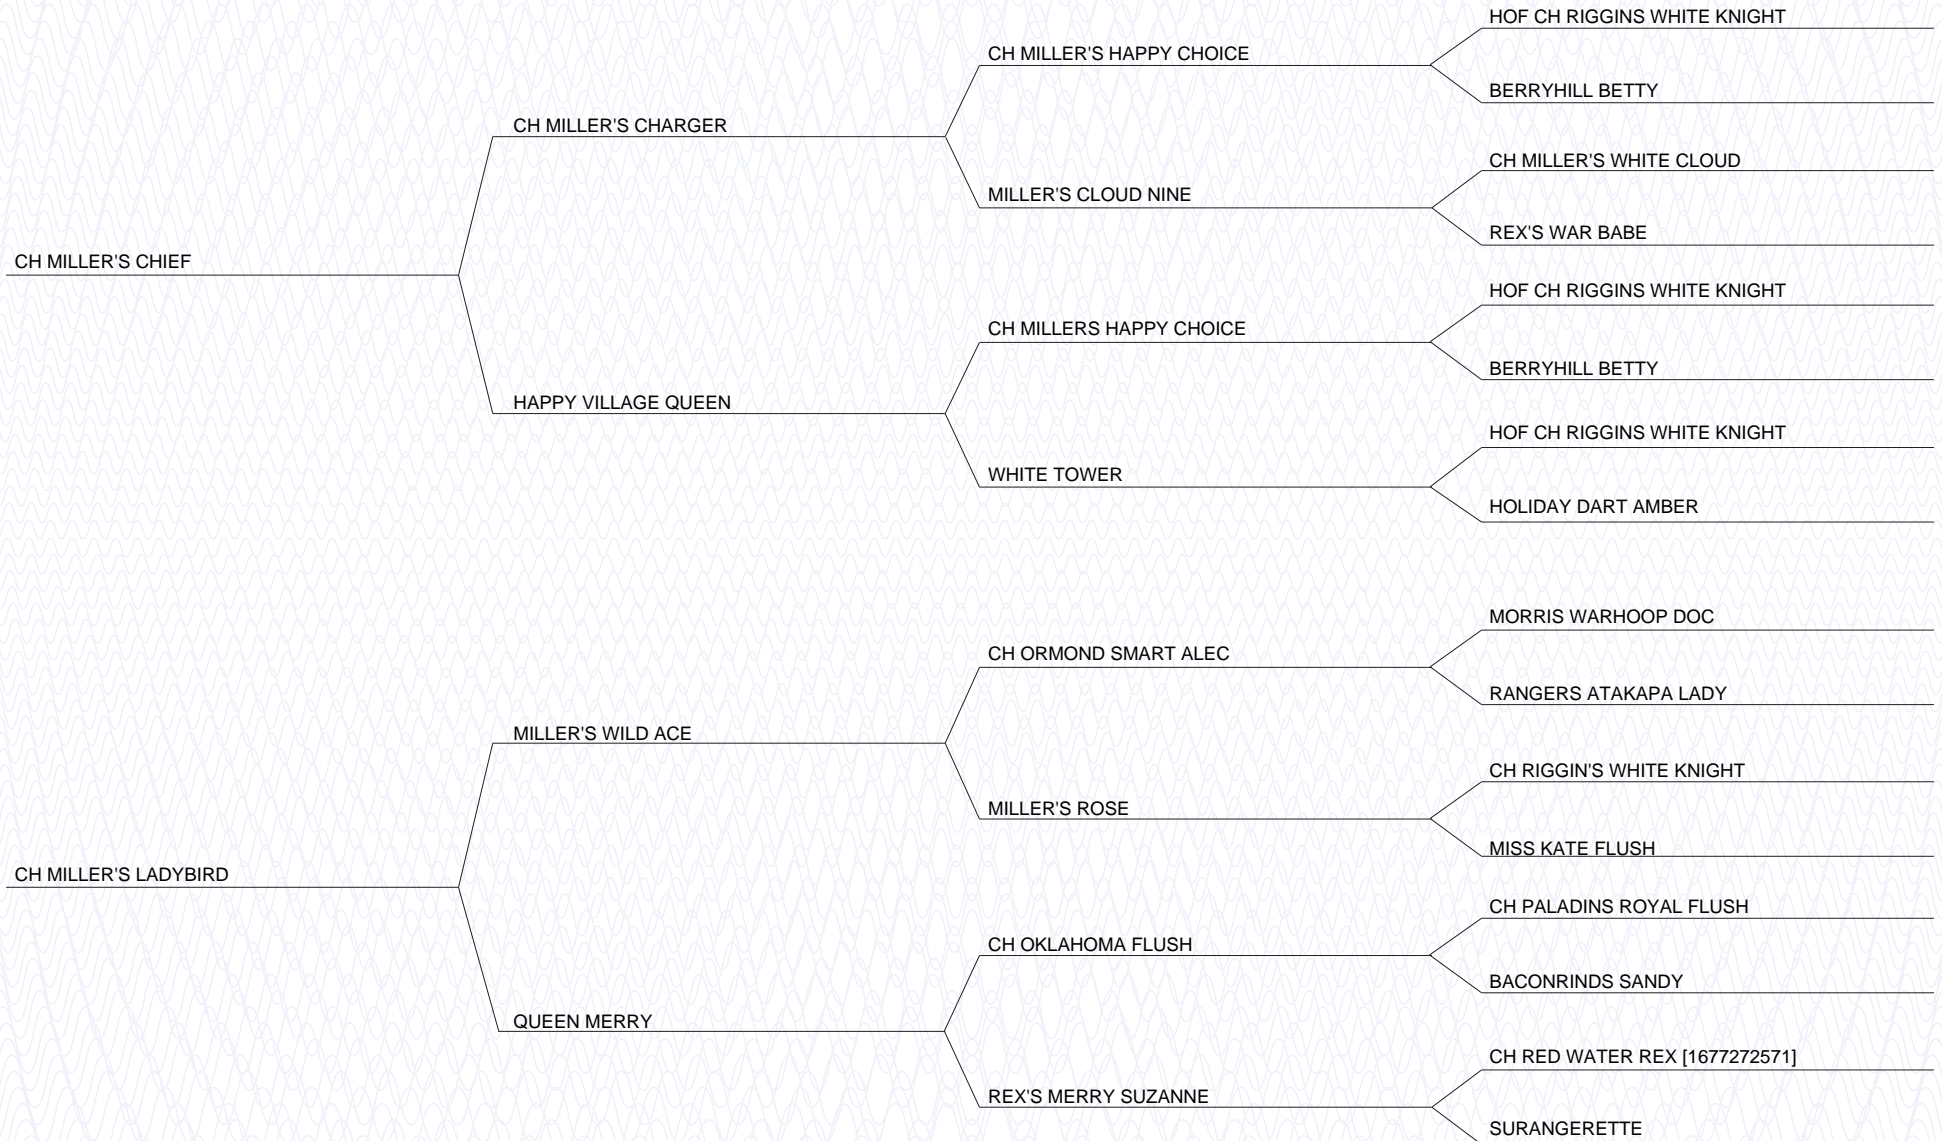 HOF CH RIGGINS WHITE KNIGHT
CH MILLER'S HAPPY CHOICE
BERRYHILL BETTY
CH MILLER'S CHARGER
CH MILLER'S WHITE CLOUD
MILLER'S CLOUD NINE
REX'S WAR BABE
CH MILLER'S CHIEF
HOF CH RIGGINS WHITE KNIGHT
CH MILLERS HAPPY CHOICE
BERRYHILL BETTY
HAPPY VILLAGE QUEEN
HOF CH RIGGINS WHITE KNIGHT
WHITE TOWER
HOLIDAY DART AMBER
MORRIS WARHOOP DOC
CH ORMOND SMART ALEC
RANGERS ATAKAPA LADY
MILLER'S WILD ACE
CH RIGGIN'S WHITE KNIGHT
MILLER'S ROSE
MISS KATE FLUSH
CH MILLER'S LADYBIRD
CH PALADINS ROYAL FLUSH
CH OKLAHOMA FLUSH
BACONRINDS SANDY
QUEEN MERRY
CH RED WATER REX [1677272571]
REX'S MERRY SUZANNE
SURANGERETTE